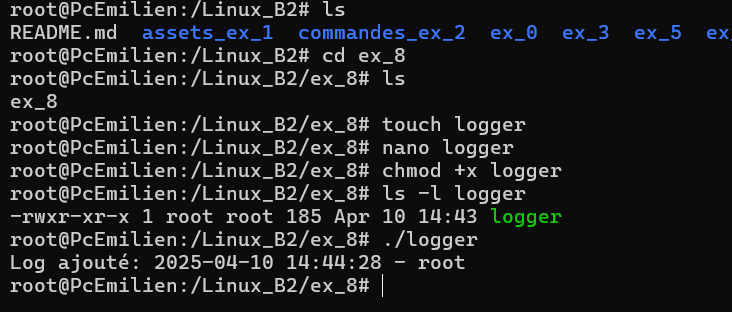 root@PcEmilien:/Linux_B2# ls
README.md  assets_ex_1  commandes_ex_2  ex_0  ex_3  ex_5  ex_
root@PcEmilien:/Linux_B2# cd ex_8
root@PcEmilien:/Linux_B2/ex_8# ls
ex_8
root@PcEmilien:/Linux_B2/ex_8# touch logger
root@PcEmilien:/Linux_B2/ex_8# nano logger
root@PcEmilien:/Linux_B2/ex_8# chmod +x logger
root@PcEmilien:/Linux_B2/ex_8# ls -l logger
-rwxr-xr-x 1 root root 185 Apr 10 14:43 logger
root@PcEmilien:/Linux_B2/ex_8# ./logger
Log ajouté: 2025-04-10 14:44:28 - root
root@PcEmilien:/Linux_B2/ex_8#